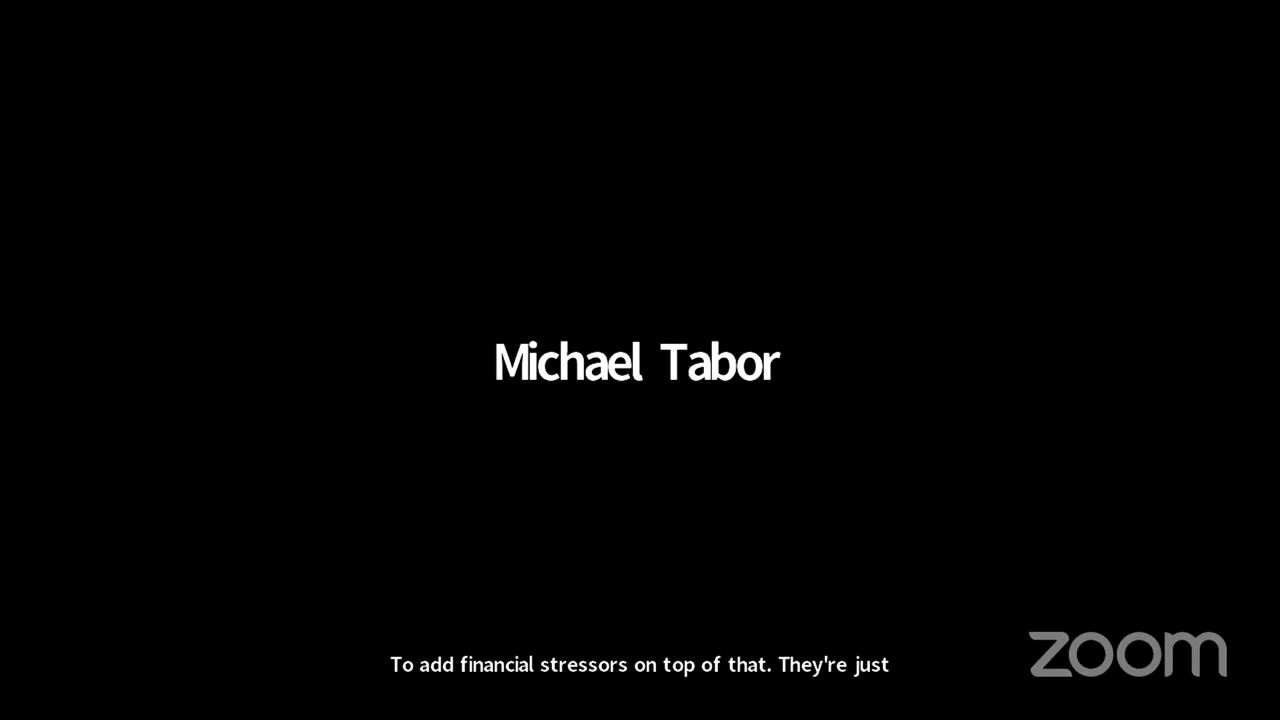 Michael Tabor
To add financial stressors on top of that. They're just
zoom